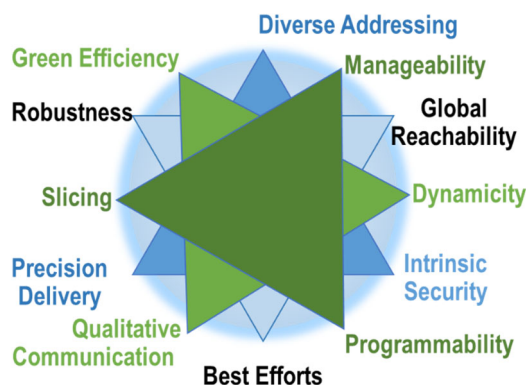 Diverse Addressing
Green Efficiency
Manageability
Robustness
Global
Reachability
Slicing
Dynamicity
Precision
Delivery
Intrinsic
Security
Qualitative
Communication
Programmability
Best Efforts